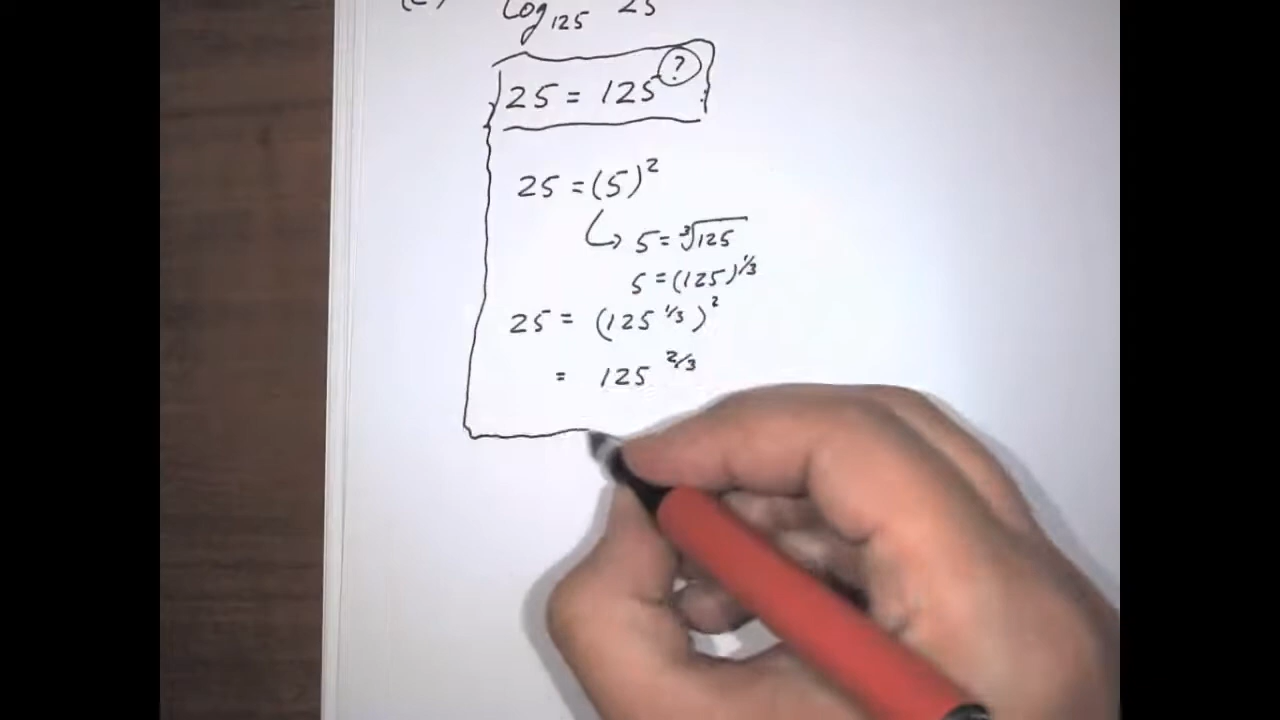 (c) log₁₂₅ 25
25 = 125^?
25 = (5)²
5 = ³√125
5 = (125)^1/3
25 = (125^1/3)²
= 125^2/3